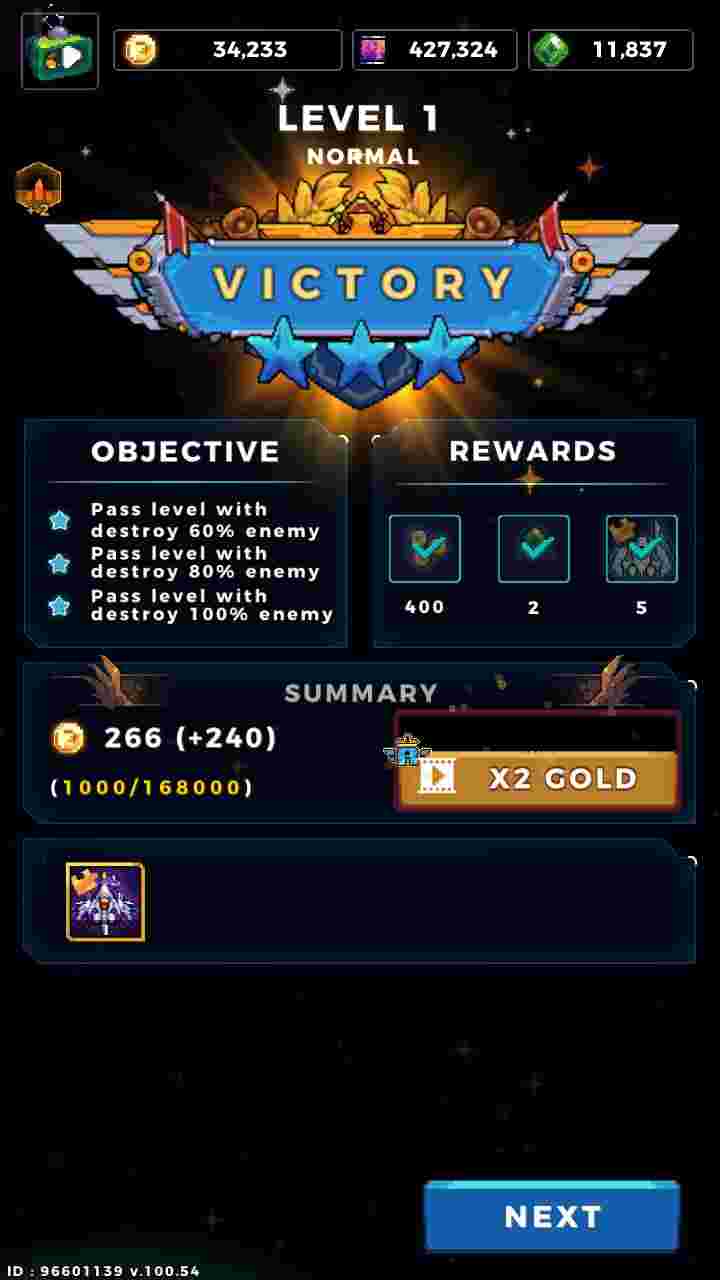 34,233
427,324
11,837
LEVEL 1
NORMAL
+2
VICTORY
OBJECTIVE
Pass level with
destroy 60% enemy
Pass level with
destroy 80% enemy
Pass level with
destroy 100% enemy
REWARDS
400
2
5
SUMMARY
266 (+240)
(1000/168000)
R
X2 GOLD
NEXT
ID : 96601139 v.100.54